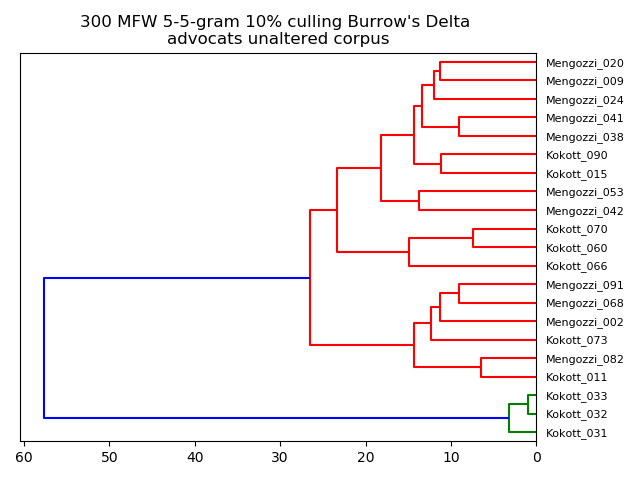 300 MFW 5-5-gram 10% culling Burrow's Delta
advocats unaltered corpus
Mengozzi_020
Mengozzi_009
Mengozzi_024
Mengozzi_041
Mengozzi_038
Kokott_090
Kokott_015
Mengozzi_053
Mengozzi_042
Kokott_070
Kokott_060
Kokott_066
Mengozzi_091
Mengozzi_068
Mengozzi_002
Kokott_073
Mengozzi_082
Kokott_011
Kokott_033
Kokott_032
Kokott_031
60 50 40 30 20 10 0